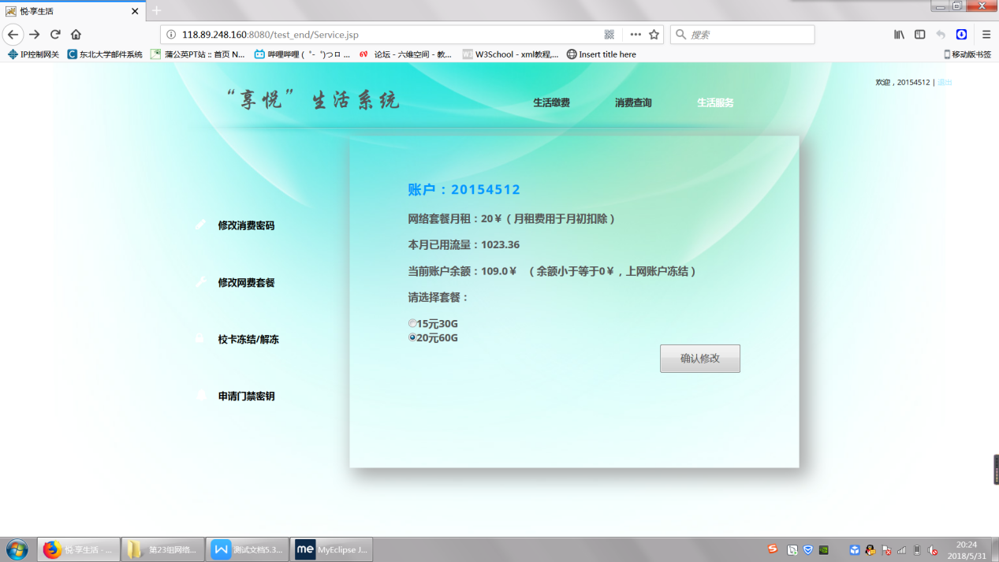 悦·享生活
118.89.248.160:8080/test_end/Service.jsp
搜索
IP控制网关 东北大学邮件系统 蒲公英PT站 :: 首页 N... 哔哩哔哩 ( ゜- ゜)つロ ... 论坛 - 六维空间 - 教... W3School - xml教程,... Insert title here 移动版书签
欢迎，20154512 | 退出
“享悦”生活系统
生活缴费 消费查询 生活服务
修改消费密码
修改网费套餐
校卡冻结/解冻
申请门禁密钥
账户：20154512
网络套餐月租：20￥（月租费用于月初扣除）
本月已用流量：1023.36
当前账户余额：109.0￥ （余额小于等于0￥，上网账户冻结）
请选择套餐：
15元30G
20元60G
确认修改
悦·享生活 - ... 第23组网络... 测试文档5.3... MyEclipse J...
20:24
2018/5/31